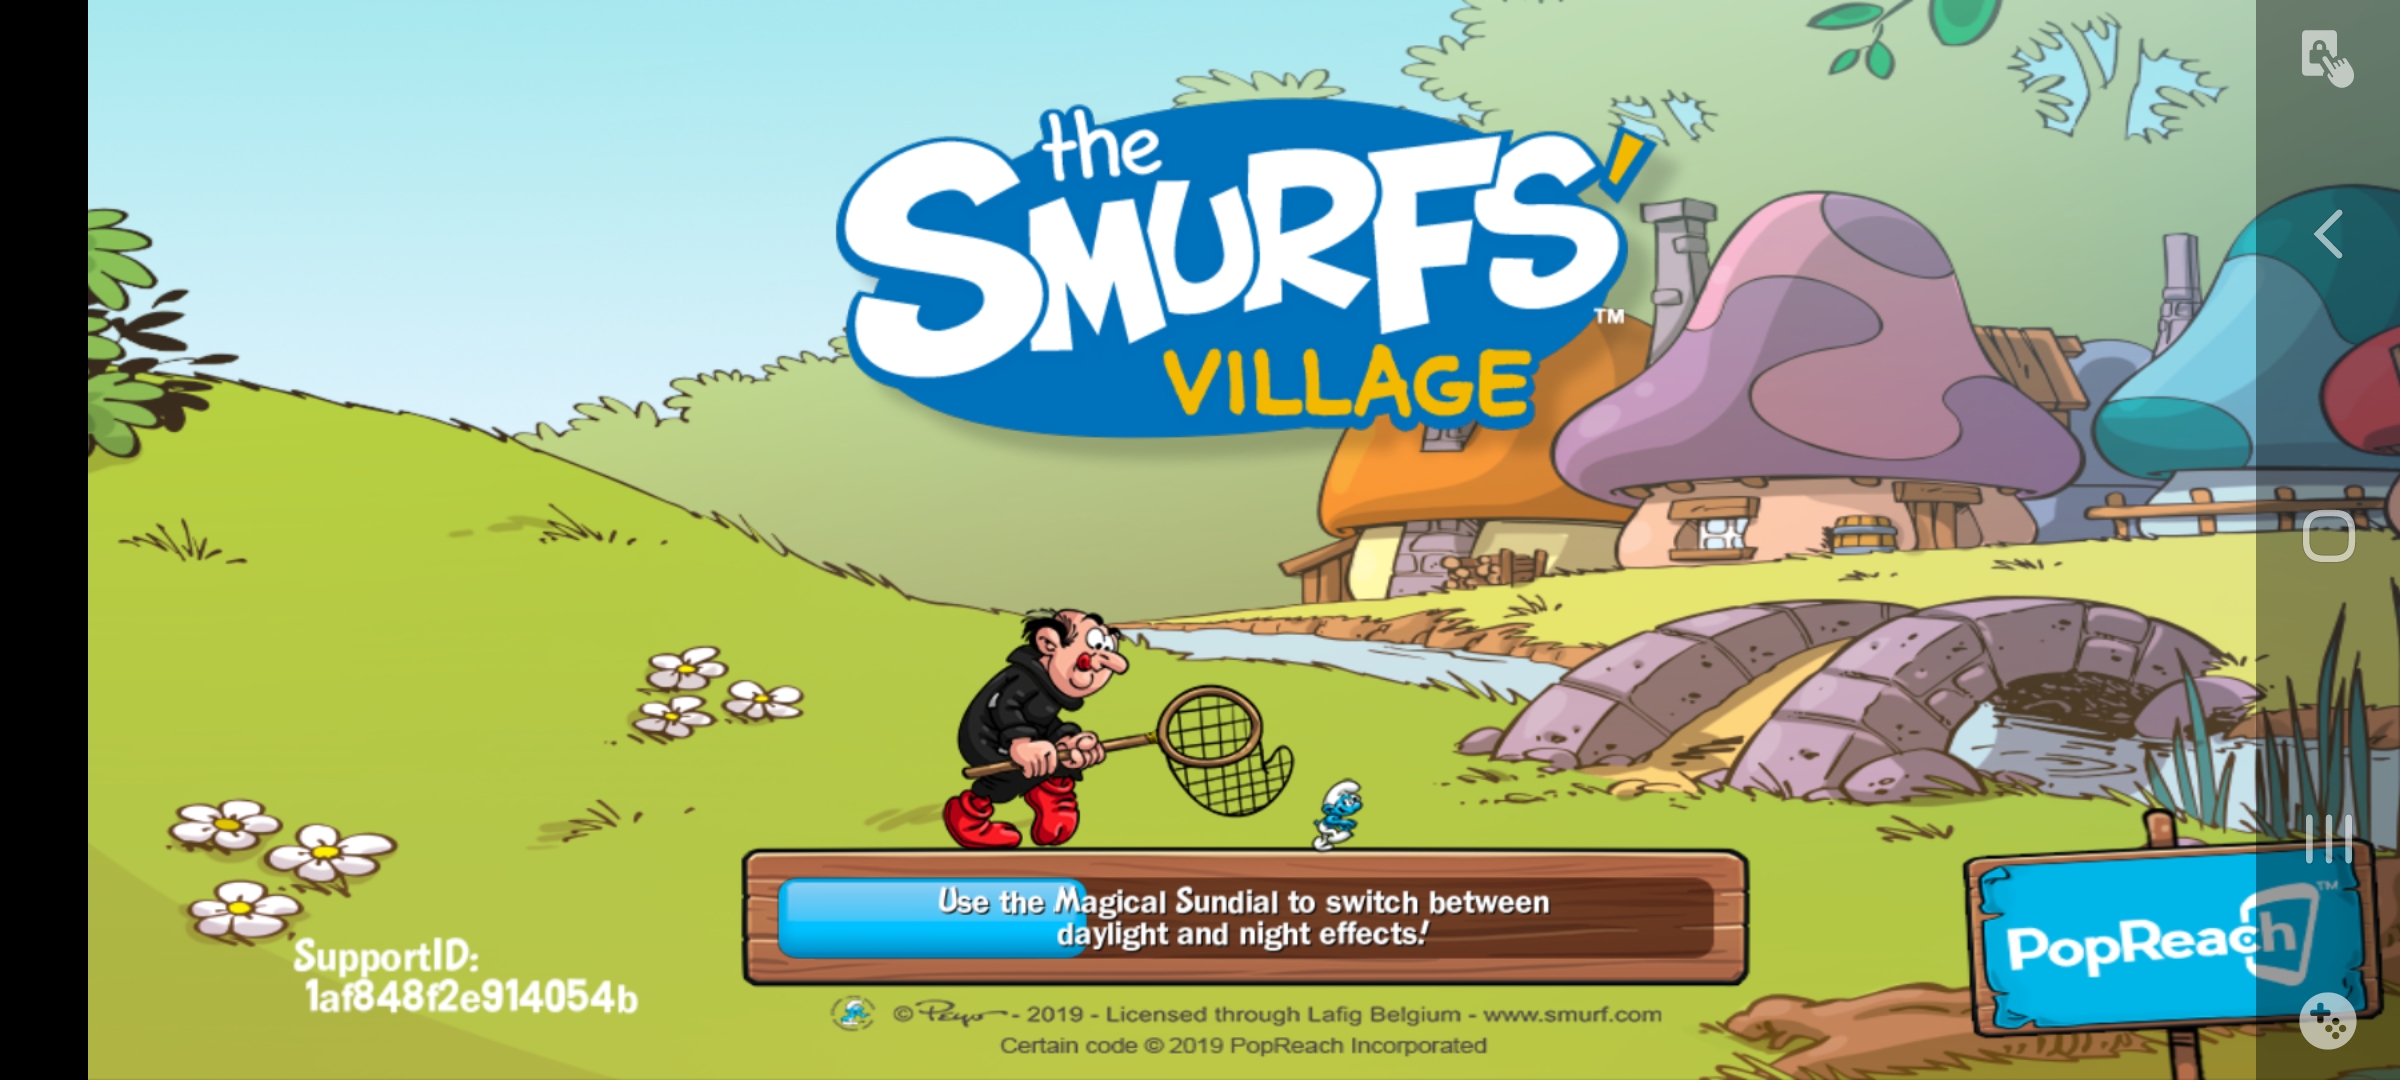 the
SMURFS'
TM
VILLAGE
Use the Magical Sundial to switch between
daylight and night effects!
SupportID:
1af848f2e914054b
PopReach
TM
© Peyo - 2019 - Licensed through Lafig Belgium - www.smurf.com
Certain code © 2019 PopReach Incorporated